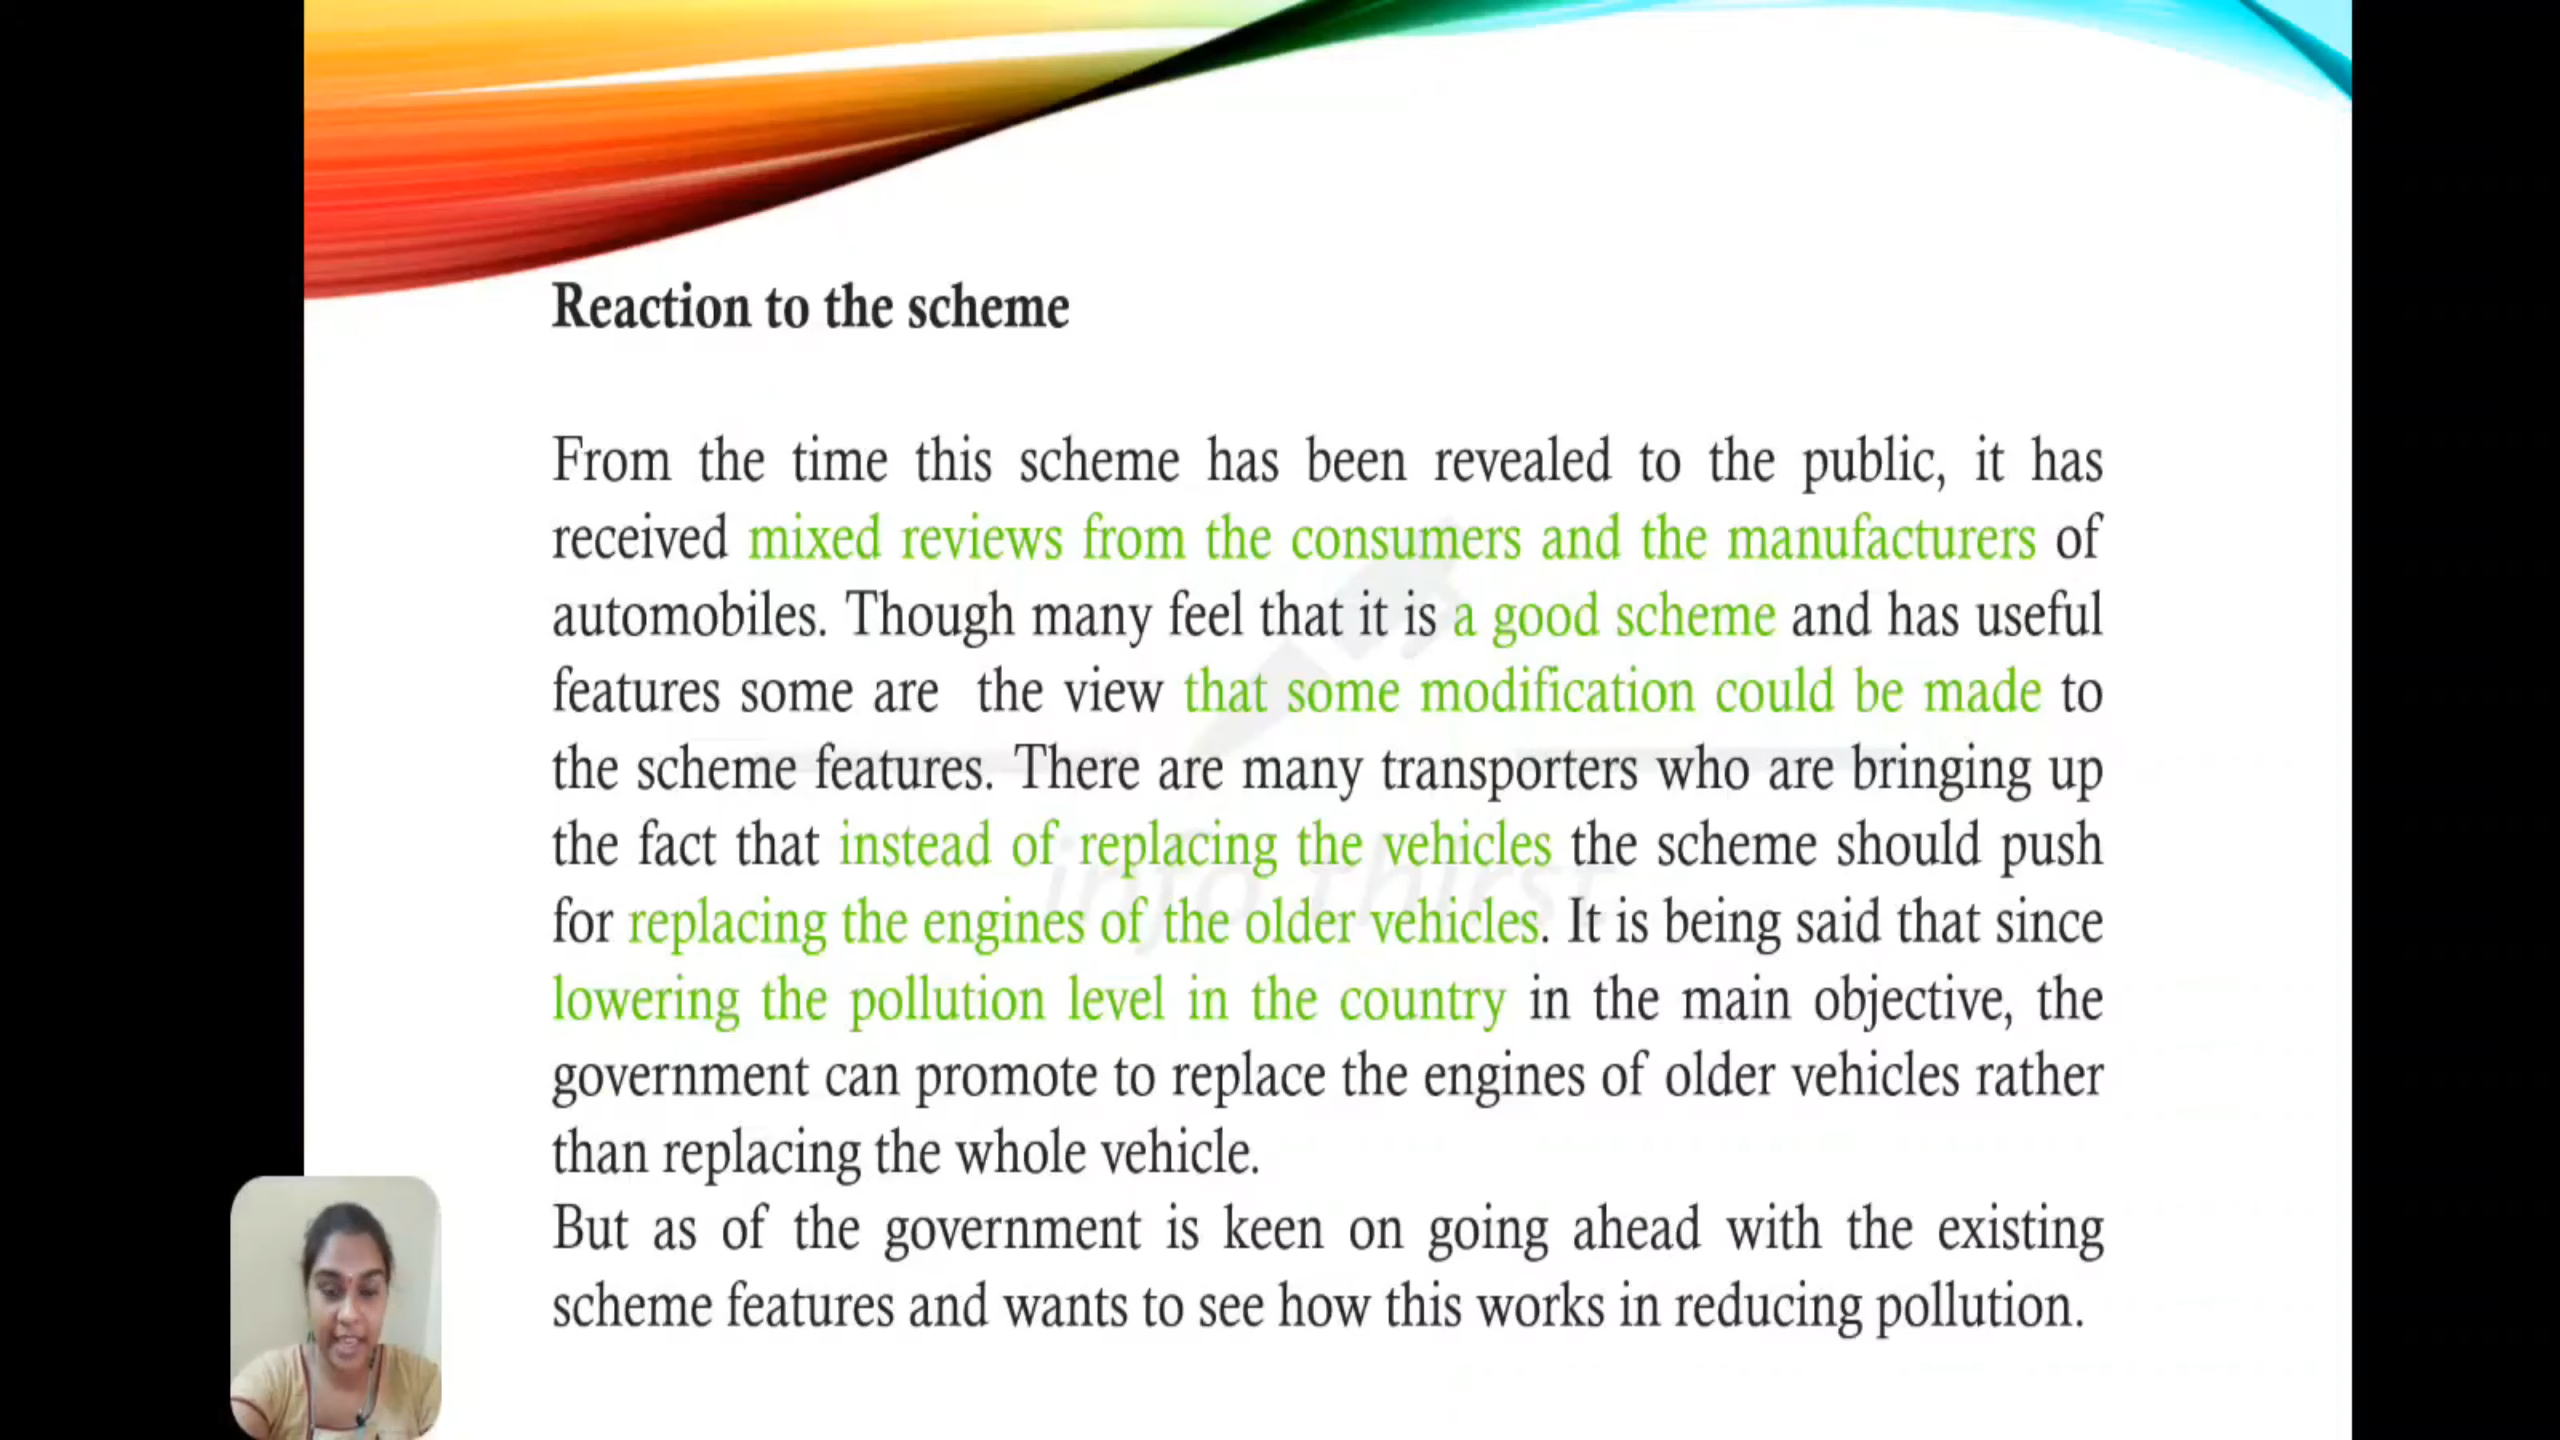 Reaction to the scheme
From the time this scheme has been revealed to the public, it has
received mixed reviews from the consumers and the manufacturers of
automobiles. Though many feel that it is a good scheme and has useful
features some are the view that some modification could be made to
the scheme features. There are many transporters who are bringing up
the fact that instead of replacing the vehicles the scheme should push
for replacing the engines of the older vehicles. It is being said that since
lowering the pollution level in the country in the main objective, the
government can promote to replace the engines of older vehicles rather
than replacing the whole vehicle.
But as of the government is keen on going ahead with the existing
scheme features and wants to see how this works in reducing pollution.
info thirst